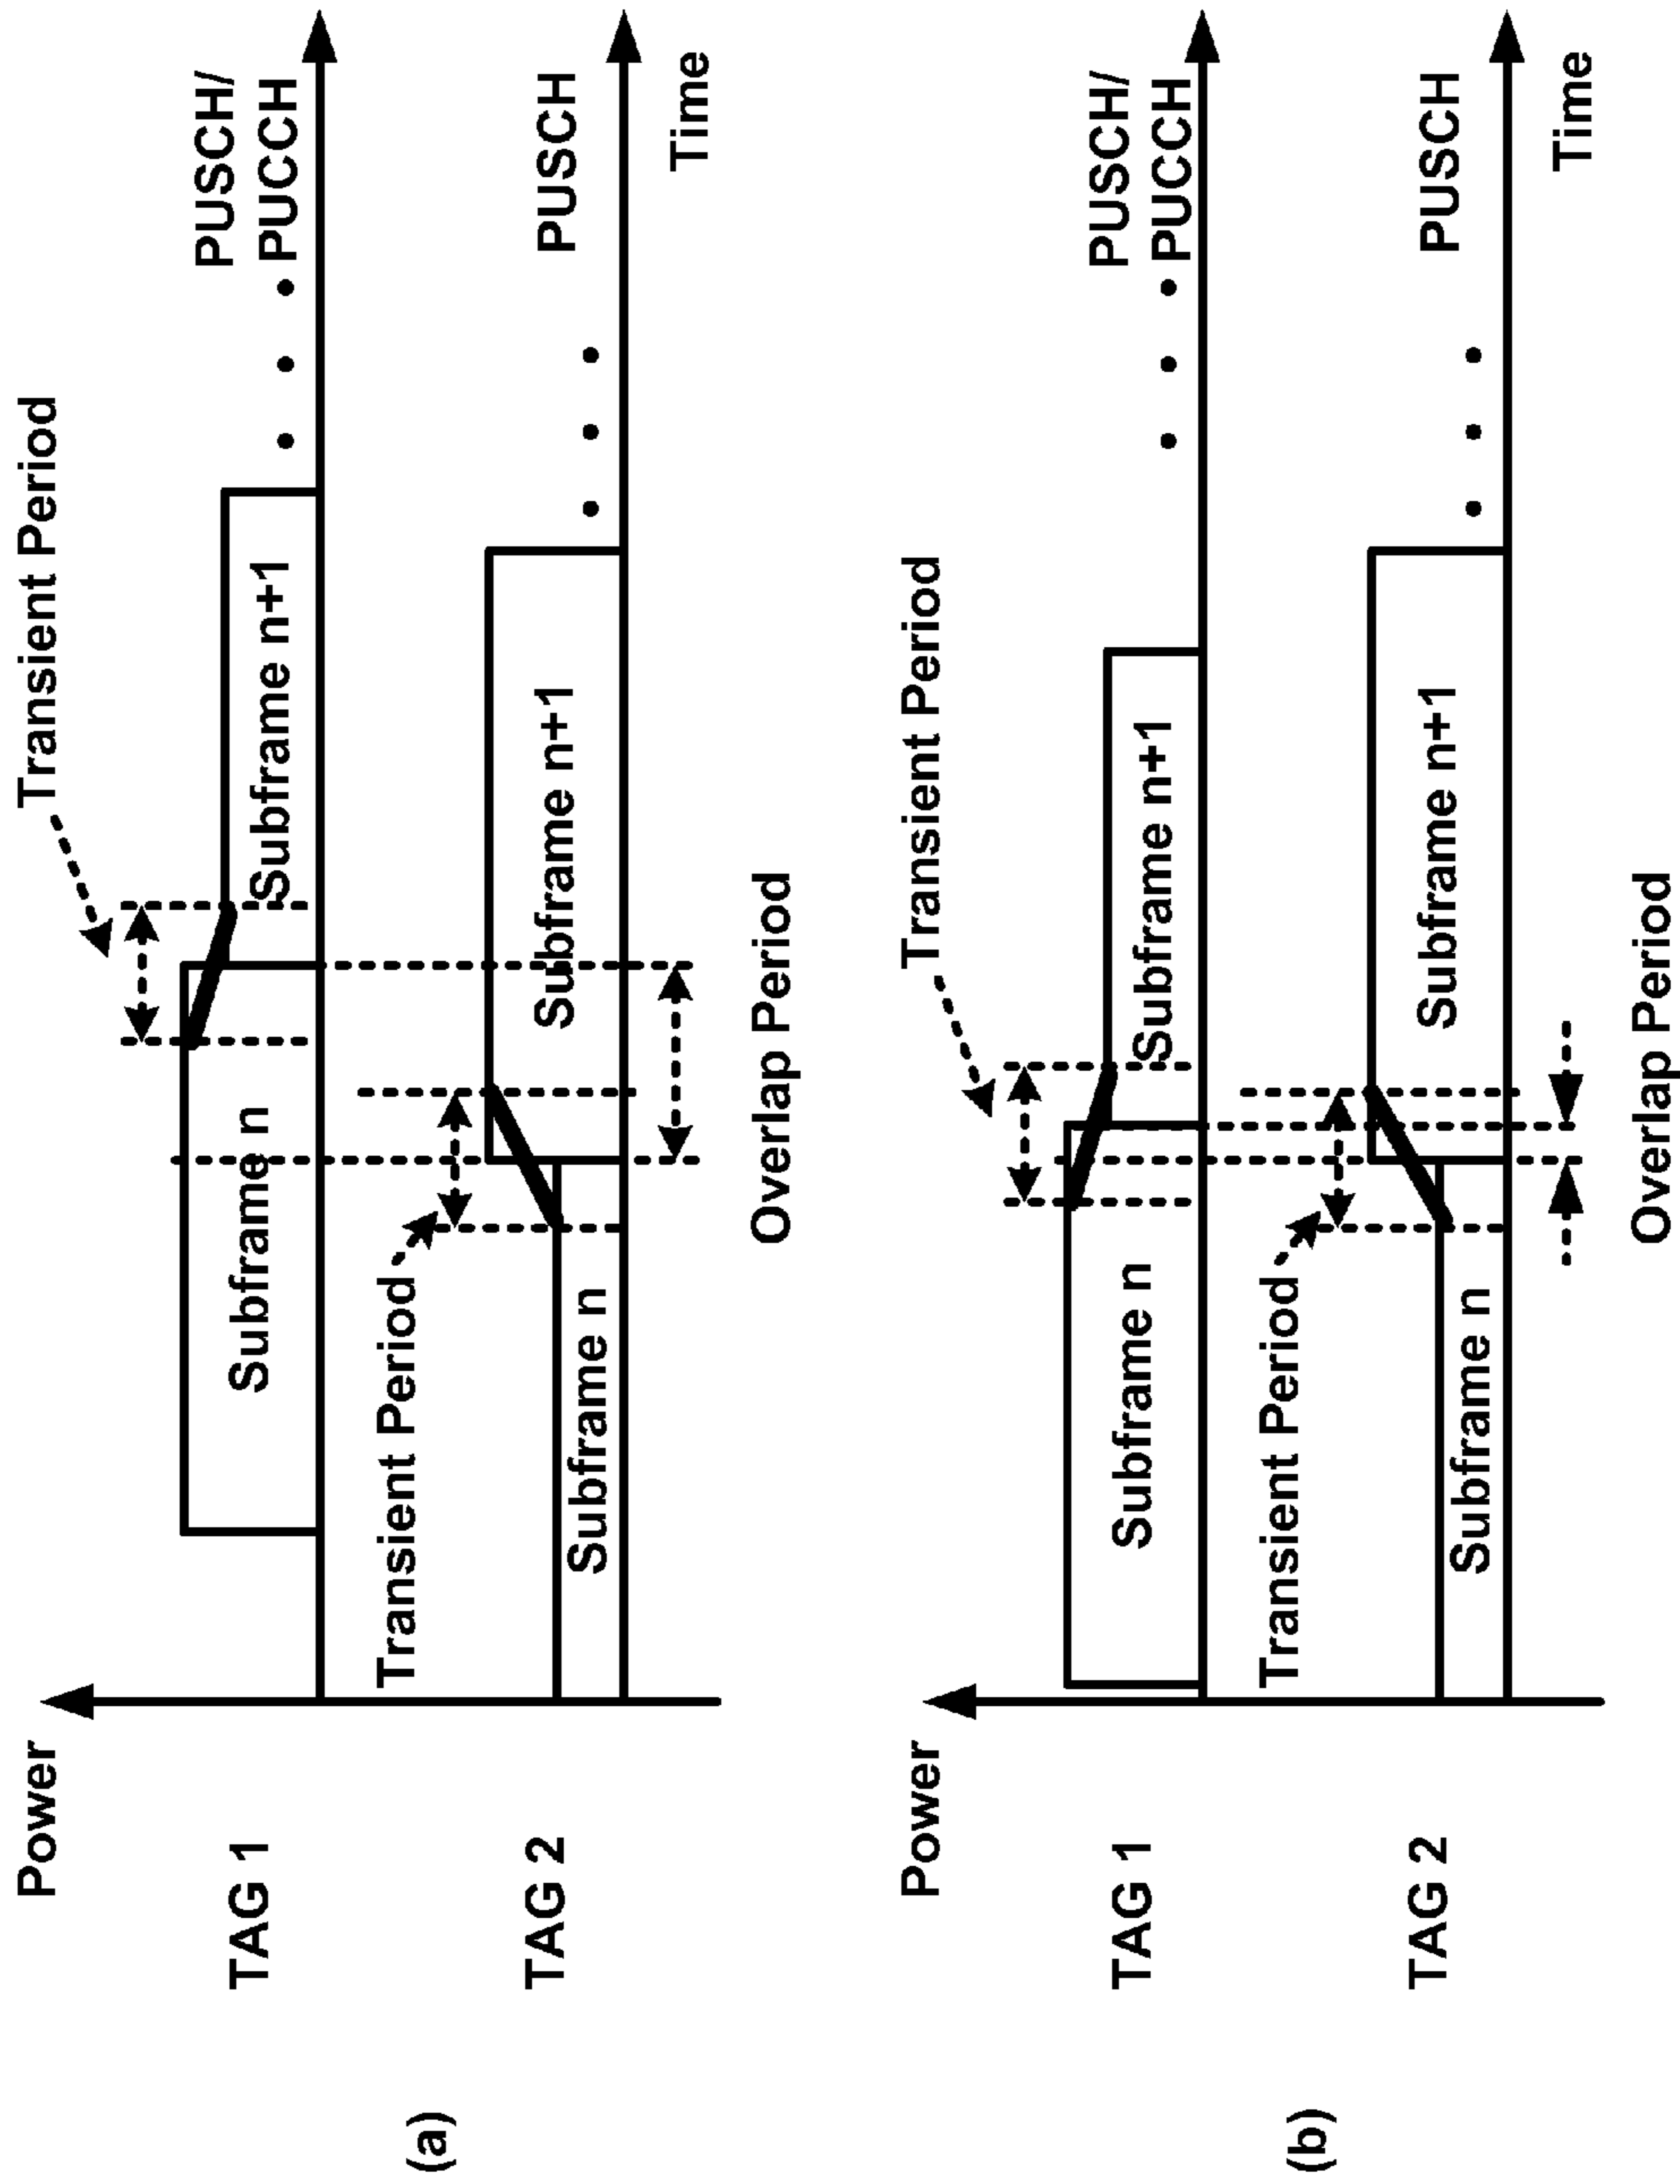 (a)
Power
Transient Period
TAG 1
Subframe n
Subframe n+1
PUSCH/
PUCCH
Transient Period
TAG 2
Subframe n
Subframe n+1
PUSCH
Time
Overlap Period
(b)
Power
Transient Period
TAG 1
Subframe n
Subframe n+1
PUSCH/
PUCCH
Transient Period
TAG 2
Subframe n
Subframe n+1
PUSCH
Time
Overlap Period